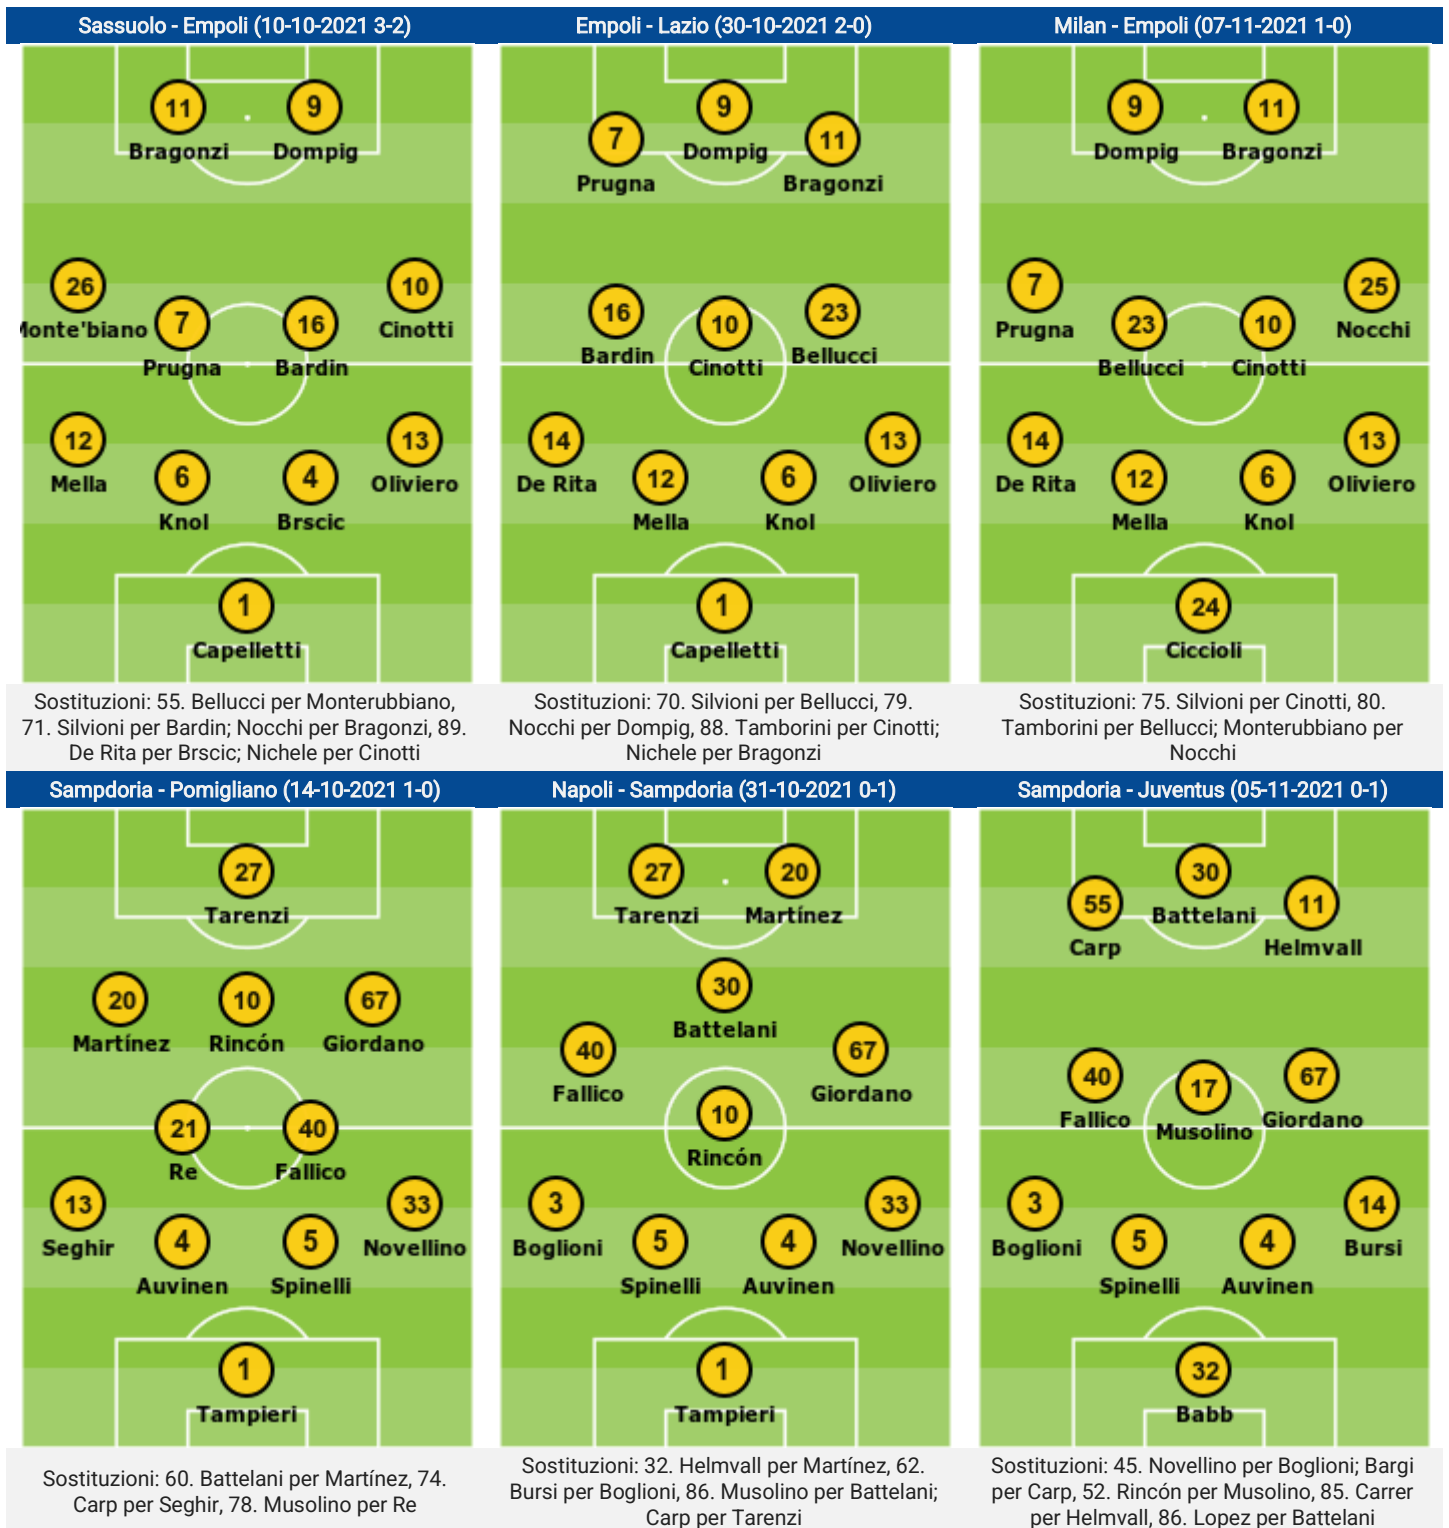 Sassuolo - Empoli (10-10-2021 3-2)
11
9
Bragonzi
Dompig
26
10
Monte'biano
7
16
Cinotti
Prugna
Bardin
12
13
Mella
6
4
Oliviero
Knol
Brscic
1
Capelletti
Sostituzioni: 55. Bellucci per Monterubbiano,
71. Silvioni per Bardin; Nocchi per Bragonzi, 89.
De Rita per Brscic; Nichele per Cinotti
Empoli - Lazio (30-10-2021 2-0)
9
7
Dompig
11
Prugna
Bragonzi
16
10
23
Bardin
Cinotti
Bellucci
14
13
De Rita
12
6
Oliviero
Mella
Knol
1
Capelletti
Sostituzioni: 70. Silvioni per Bellucci, 79.
Nocchi per Dompig, 88. Tamborini per Cinotti;
Nichele per Bragonzi
Milan - Empoli (07-11-2021 1-0)
9
11
Dompig
Bragonzi
7
25
Prugna
23
10
Nocchi
Bellucci
Cinotti
14
13
De Rita
12
6
Oliviero
Mella
Knol
24
Ciccioli
Sostituzioni: 75. Silvioni per Cinotti, 80.
Tamborini per Bellucci; Monterubbiano per
Nocchi
Sampdoria - Pomigliano (14-10-2021 1-0)
27
Tarenzi
20
10
67
Martínez
Rincón
Giordano
21
40
Re
Fallico
13
33
Seghir
4
5
Novellino
Auvinen
Spinelli
1
Tampieri
Sostituzioni: 60. Battelani per Martínez, 74.
Carp per Seghir, 78. Musolino per Re
Napoli - Sampdoria (31-10-2021 0-1)
27
20
Tarenzi
Martínez
30
Battelani
40
67
Fallico
Giordano
10
Rincón
3
33
Boglioni
5
4
Novellino
Spinelli
Auvinen
1
Tampieri
Sostituzioni: 32. Helmvall per Martínez, 62.
Bursi per Boglioni, 86. Musolino per Battelani;
Carp per Tarenzi
Sampdoria - Juventus (05-11-2021 0-1)
30
55
Battelani
11
Carp
Helmvall
40
17
67
Fallico
Musolino
Giordano
3
14
Boglioni
5
4
Bursi
Spinelli
Auvinen
32
Babb
Sostituzioni: 45. Novellino per Boglioni; Bargi
per Carp, 52. Rincón per Musolino, 85. Carrer
per Helmvall, 86. Lopez per Battelani